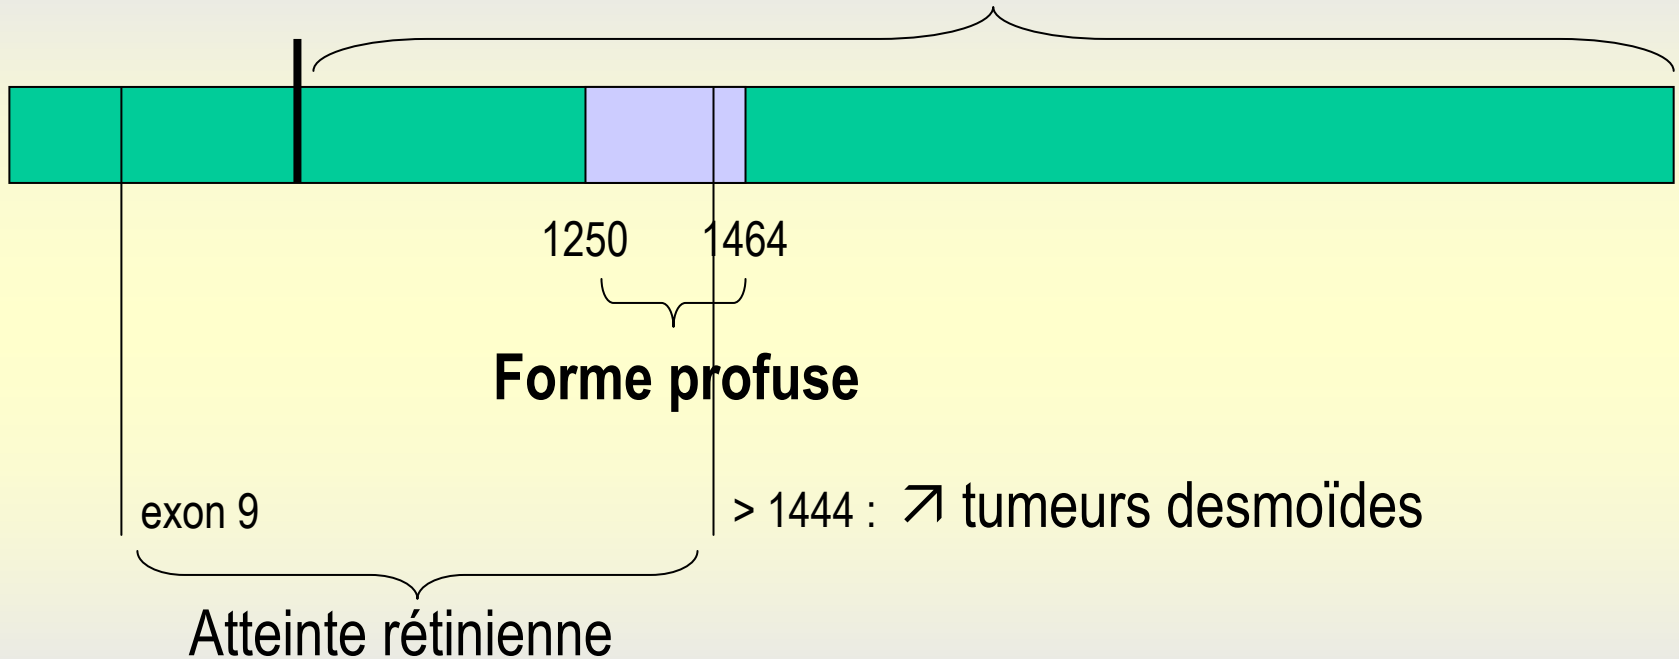 1250 1464
Forme profuse
exon 9
> 1444 : ↗ tumeurs desmoïdes
Atteinte rétinienne